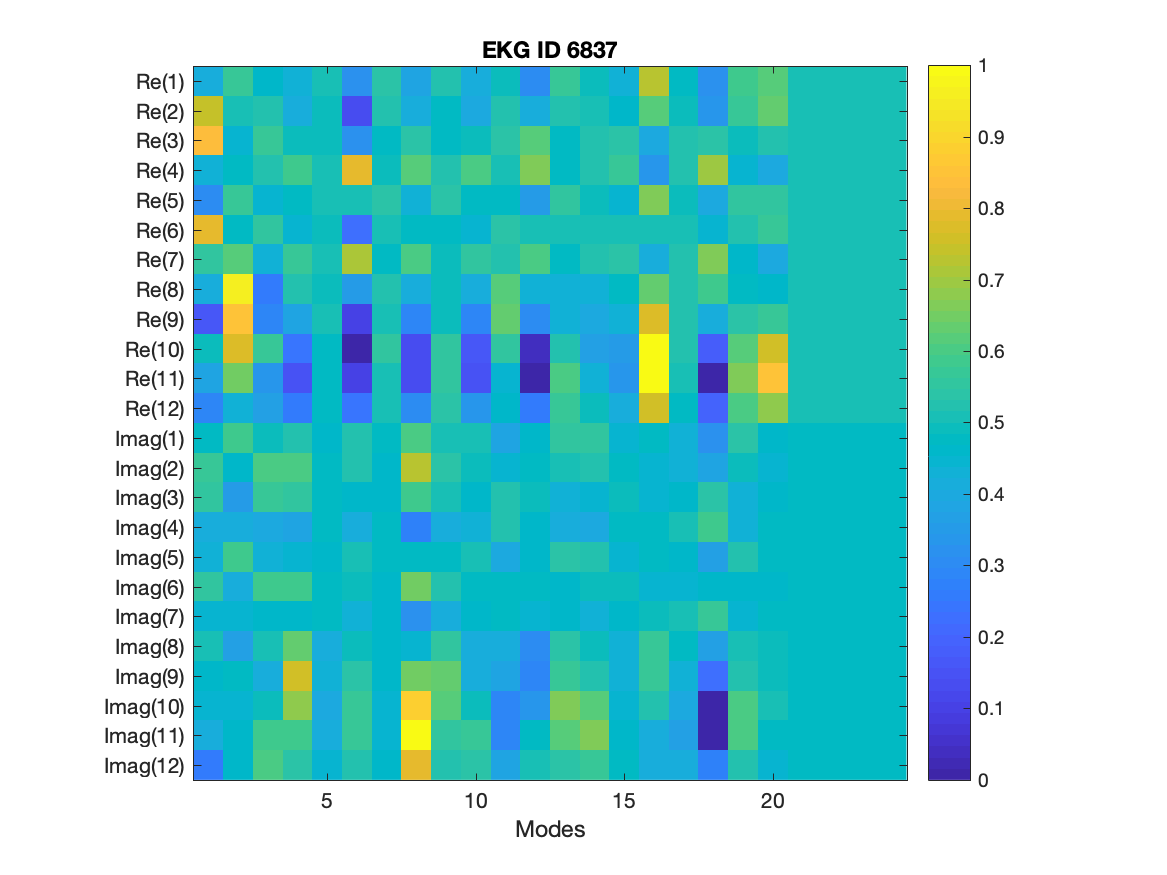 EKG ID 6837
Re(1)
Re(2)
Re(3)
Re(4)
Re(5)
Re(6)
Re(7)
Re(8)
Re(9)
Re(10)
Re(11)
Re(12)
Imag(1)
Imag(2)
Imag(3)
Imag(4)
Imag(5)
Imag(6)
Imag(7)
Imag(8)
Imag(9)
Imag(10)
Imag(11)
Imag(12)
5 10 15 20
Modes
1
0.9
0.8
0.7
0.6
0.5
0.4
0.3
0.2
0.1
0